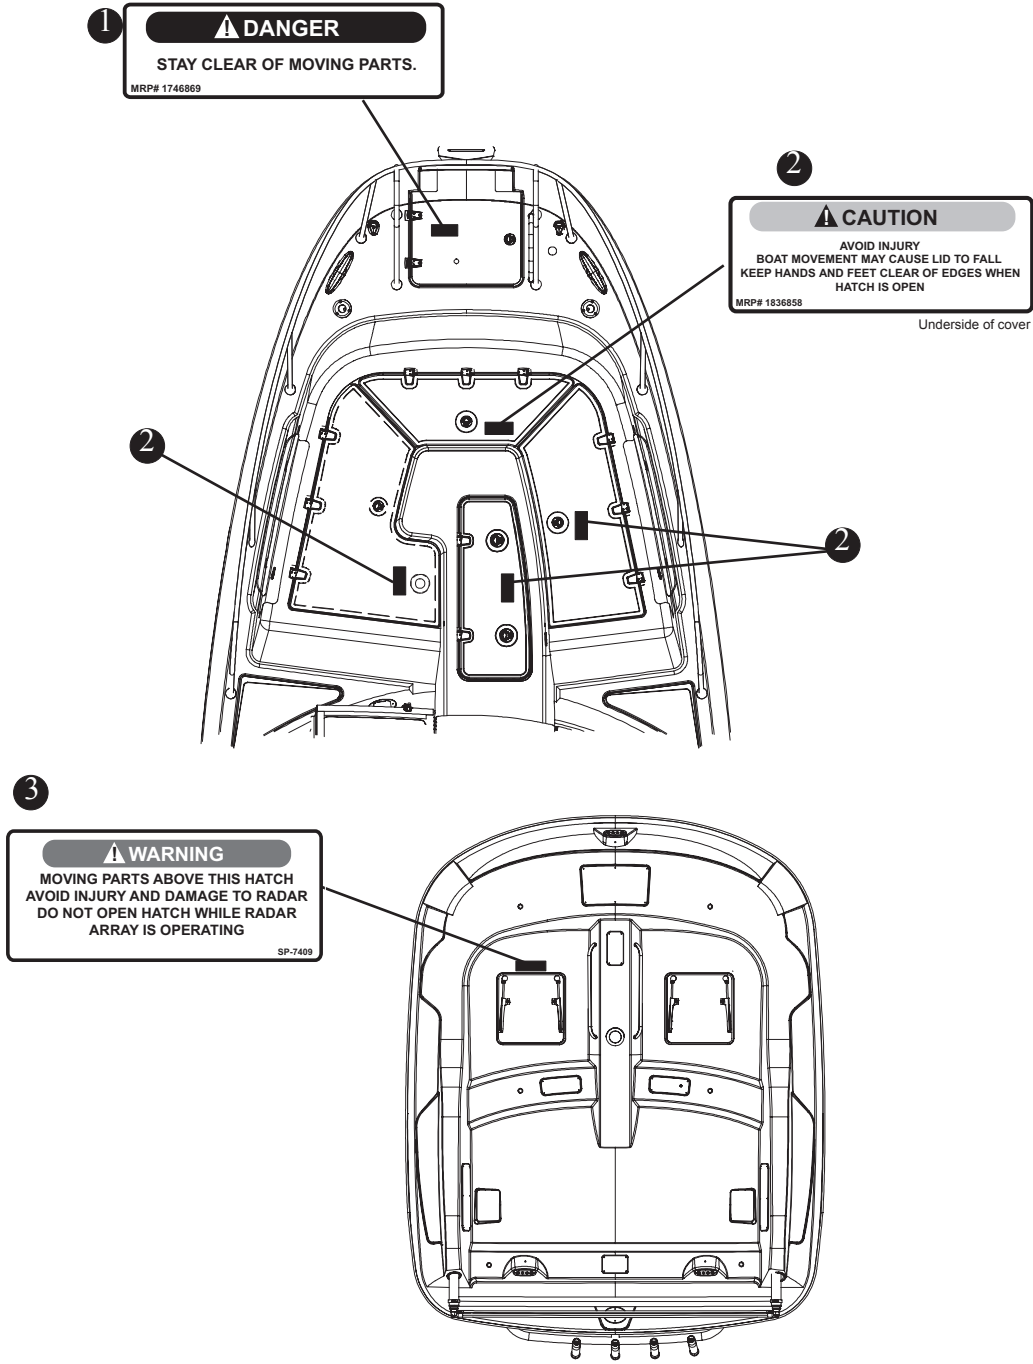 1
DANGER
STAY CLEAR OF MOVING PARTS.
MRP# 1746869
2
CAUTION
AVOID INJURY
BOAT MOVEMENT MAY CAUSE LID TO FALL
KEEP HANDS AND FEET CLEAR OF EDGES WHEN
HATCH IS OPEN
MRP# 1836858
Underside of cover
2
2
3
WARNING
MOVING PARTS ABOVE THIS HATCH
AVOID INJURY AND DAMAGE TO RADAR
DO NOT OPEN HATCH WHILE RADAR
ARRAY IS OPERATING
SP-7409